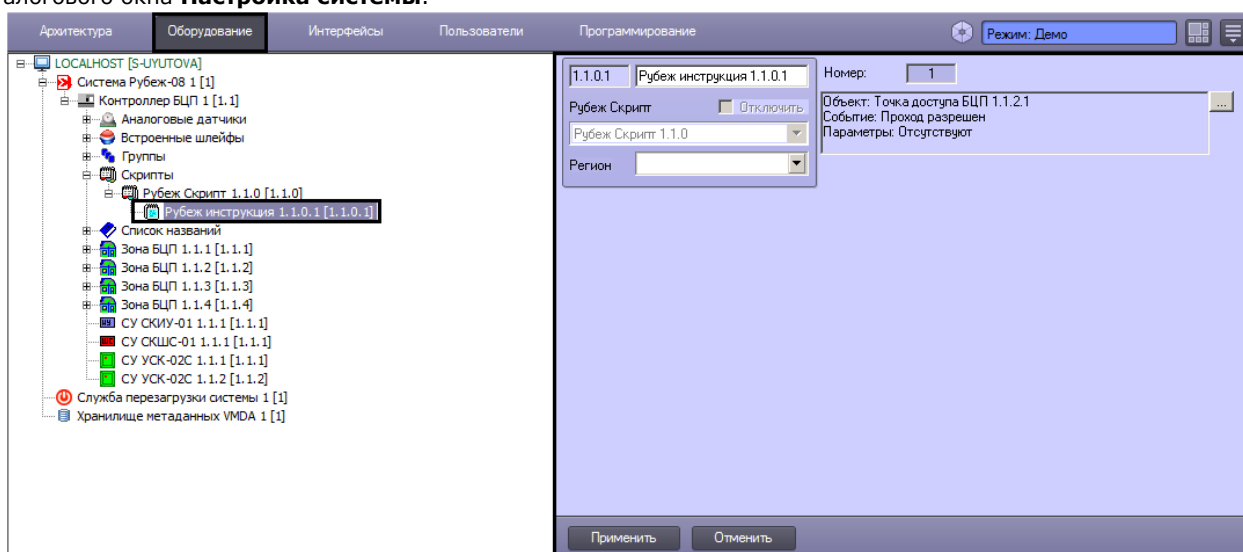 алогового окна Настройка системы.
Архитектура Оборудование Интерфейсы Пользователи Программирование Режим: Демо
LOCALHOST [S-UYUTOVA]
Система Рубеж-08 1 [1]
Контроллер БЦП 1 [1.1]
Аналоговые датчики
Встроенные шлейфы
Группы
Скрипты
Рубеж Скрипт 1.1.0 [1.1.0]
Рубеж инструкция 1.1.0.1 [1.1.0.1]
Список названий
Зона БЦП 1.1.1 [1.1.1]
Зона БЦП 1.1.2 [1.1.2]
Зона БЦП 1.1.3 [1.1.3]
Зона БЦП 1.1.4 [1.1.4]
СУ СКИУ-01 1.1.1 [1.1.1]
СУ СКШС-01 1.1.1 [1.1.1]
СУ УСК-02С 1.1.1 [1.1.1]
СУ УСК-02С 1.1.2 [1.1.2]
Служба перезагрузки системы 1 [1]
Хранилище метаданных VMDA 1 [1]
1.1.0.1 Рубеж инструкция 1.1.0.1
Рубеж Скрипт Отключить
Рубеж Скрипт 1.1.0
Регион
Номер: 1
Объект: Точка доступа БЦП 1.1.2.1
Событие: Проход разрешен
Параметры: Отсутствуют
...
Применить Отменить